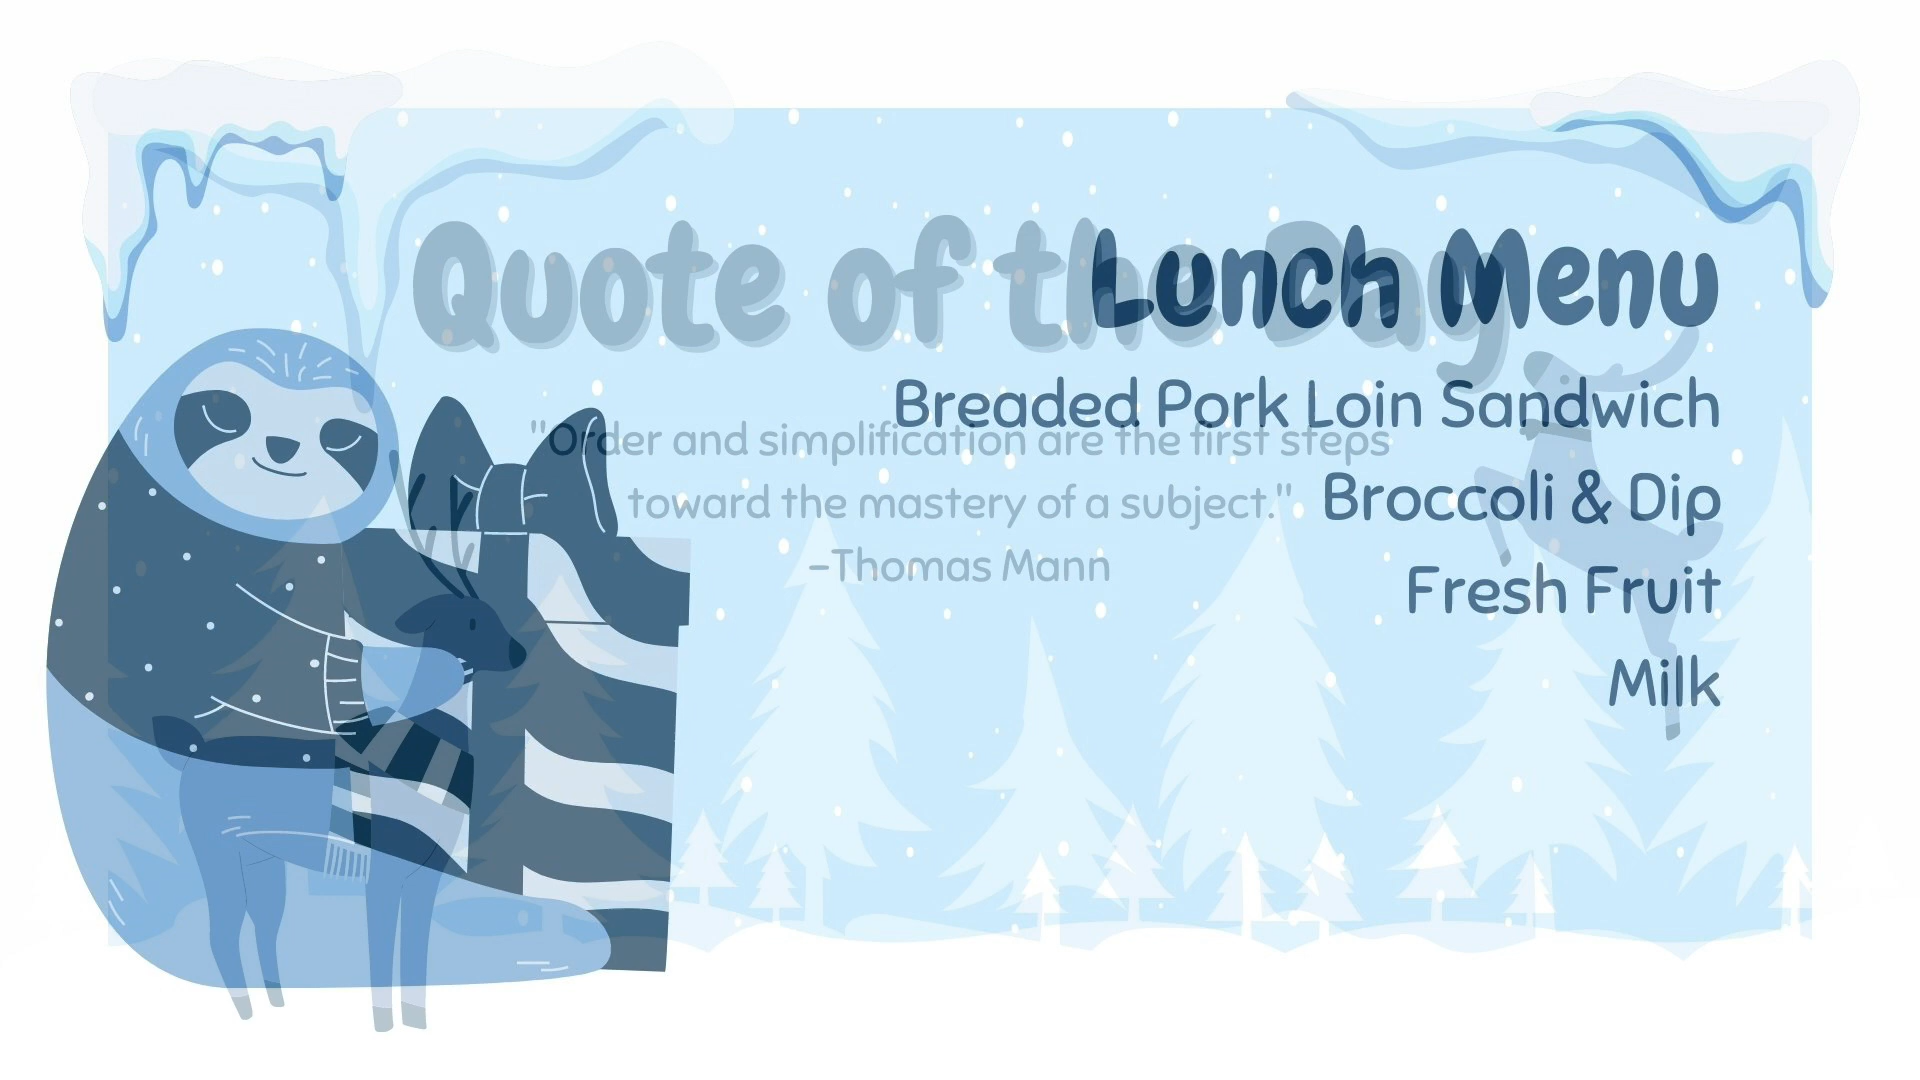 Quote of the Day
"Order and simplification are the first steps
toward the mastery of a subject."
–Thomas Mann
Lunch Menu
Breaded Pork Loin Sandwich
Broccoli & Dip
Fresh Fruit
Milk